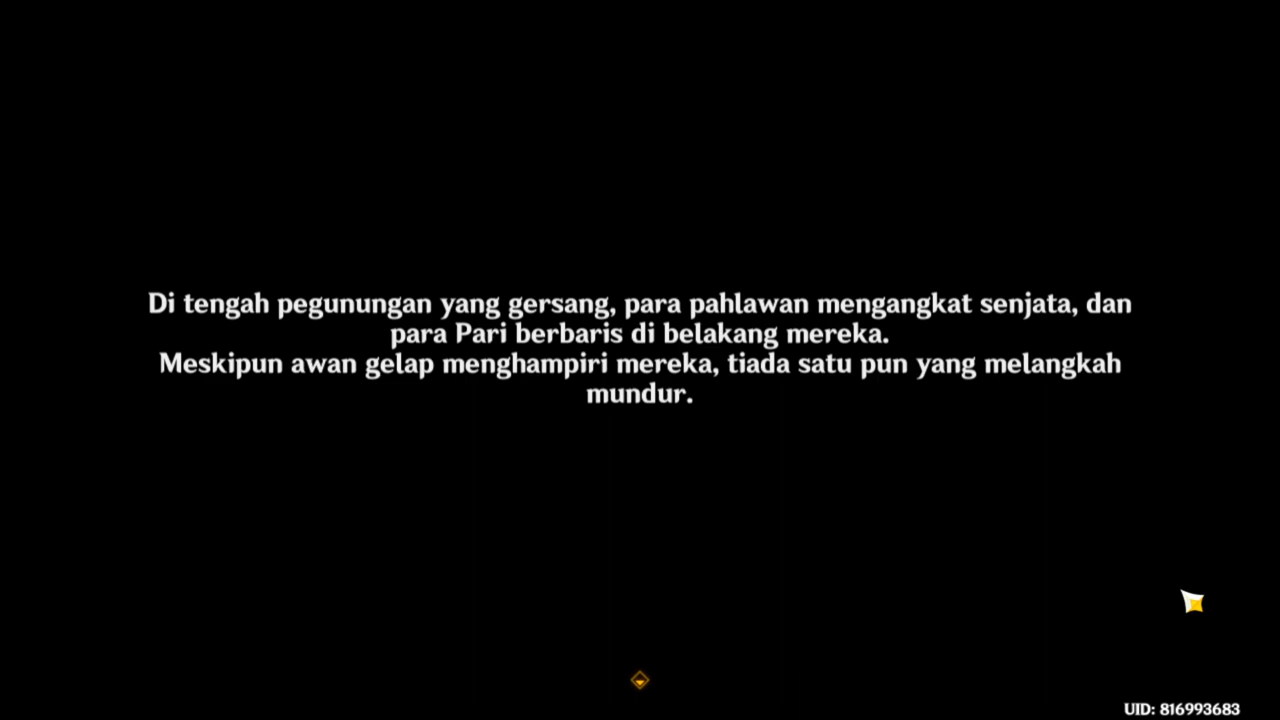 Di tengah pegunungan yang gersang, para pahlawan mengangkat senjata, dan
para Pari berbaris di belakang mereka.
Meskipun awan gelap menghampiri mereka, tiada satu pun yang melangkah
mundur.
UID: 816993683